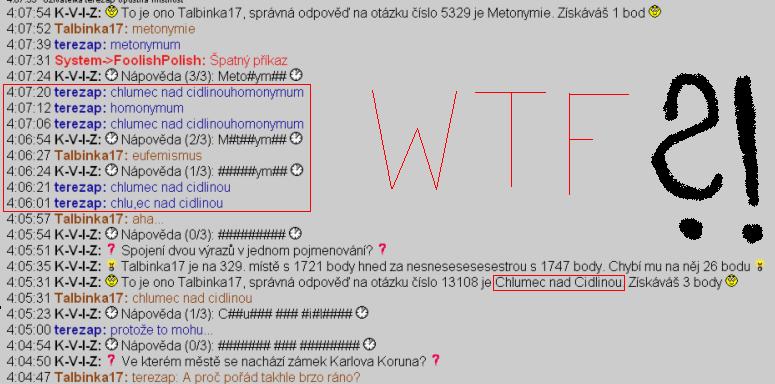 4:07:54 K-V-I-Z: To je ono Talbinka17, správná odpověď na otázku číslo 5329 je Metonymie. Získáváš 1 bod
4:07:52 Talbinka17: metonymie
4:07:39 terezap: metonymum
4:07:31 System->FoolishPolish: Špatný příkaz
4:07:24 K-V-I-Z: Nápověda (3/3): Meto#ym##
4:07:20 terezap: chlumec nad cidlinouhomonymum
4:07:12 terezap: homonymum
4:07:06 terezap: chlumec nad cidlinouhomonymum
4:06:54 K-V-I-Z: Nápověda (2/3): M#t##ym##
4:06:27 Talbinka17: eufemismus
4:06:24 K-V-I-Z: Nápověda (1/3): #####ym##
4:06:21 terezap: chlumec nad cidlinou
4:06:01 terezap: chlu,ec nad cidlinou
4:05:57 Talbinka17: aha...
4:05:54 K-V-I-Z: Nápověda (0/3): #########
4:05:51 K-V-I-Z: ? Spojení dvou výrazů v jednom pojmenování? ?
4:05:35 K-V-I-Z: Talbinka17 je na 329. místě s 1721 body hned za nesnesesesesestrou s 1747 body. Chybí mu na něj 26 bodu
4:05:31 K-V-I-Z: To je ono Talbinka17, správná odpověď na otázku číslo 13108 je Chlumec nad Cidlinou. Získáváš 3 body
4:05:31 Talbinka17: chlumec nad cidlinou
4:05:23 K-V-I-Z: Nápověda (1/3): C##u### ### #i#l####
4:05:00 terezap: protože to mohu...
4:04:54 K-V-I-Z: Nápověda (0/3): ####### ### ########
4:04:50 K-V-I-Z: ? Ve kterém městě se nachází zámek Karlova Koruna? ?
4:04:47 Talbinka17: terezap: A proč pořád takhle brzo ráno?
WTF?!